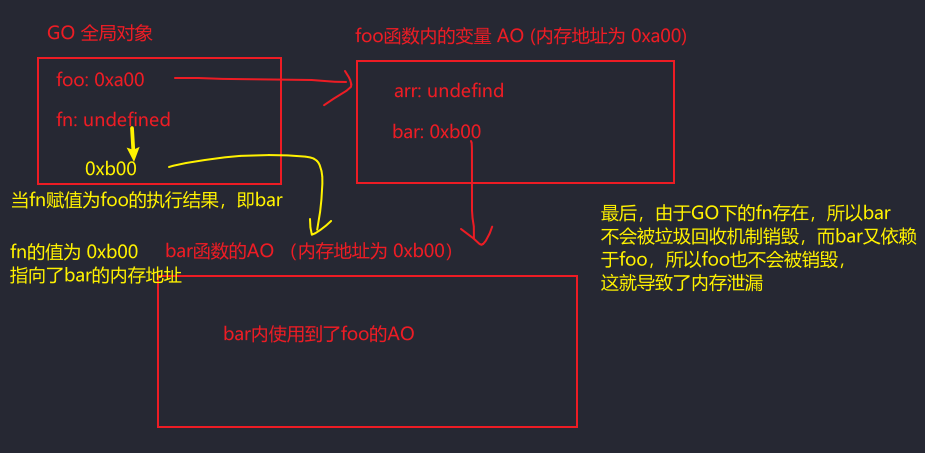 GO 全局对象
foo: 0xa00
fn: undefined
0xb00
当fn赋值为foo的执行结果，即bar
fn的值为 0xb00
指向了bar的内存地址
foo函数内的变量 AO (内存地址为 0xa00)
arr: undefind
bar: 0xb00
bar函数的AO （内存地址为 0xb00）
bar内使用到了foo的AO
最后，由于GO下的fn存在，所以bar
不会被垃圾回收机制销毁，而bar又依赖
于foo，所以foo也不会被销毁，
这就导致了内存泄漏